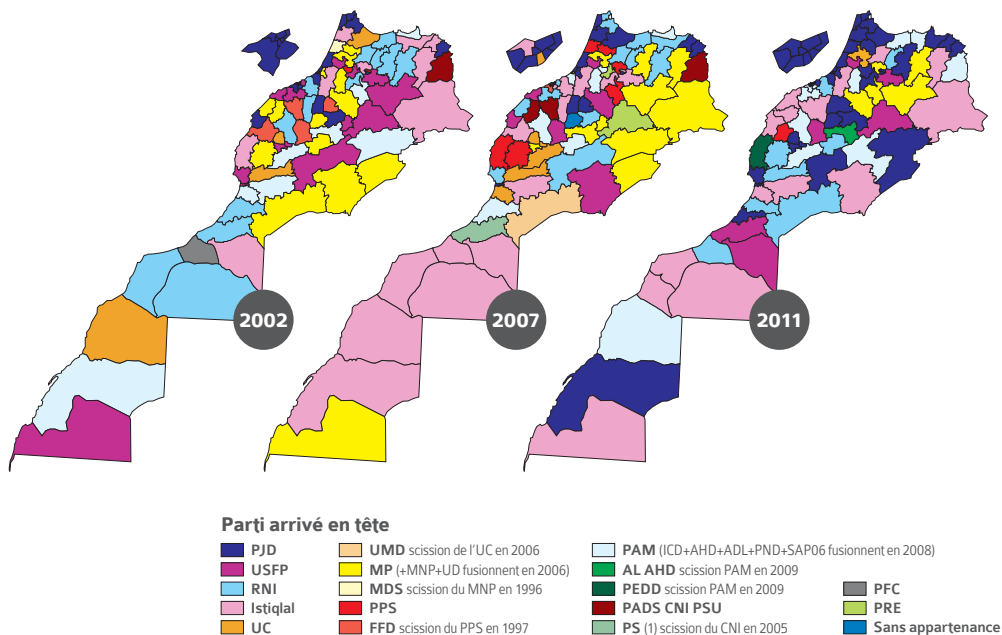 2002
2007
2011
Parti arrivé en tête
PJD
USFP
RNI
Istiqlal
UC
UMD scission de l'UC en 2006
MP (+MNP+UD fusionnent en 2006)
MDS scission du MNP en 1996
PPS
FFD scission du PPS en 1997
PAM (ICD+AHD+ADL+PND+SAP06 fusionnent en 2008)
AL AHD scission PAM en 2009
PEDD scission PAM en 2009
PADS CNI PSU
PS (1) scission du CNI en 2005
PFC
PRE
Sans appartenance